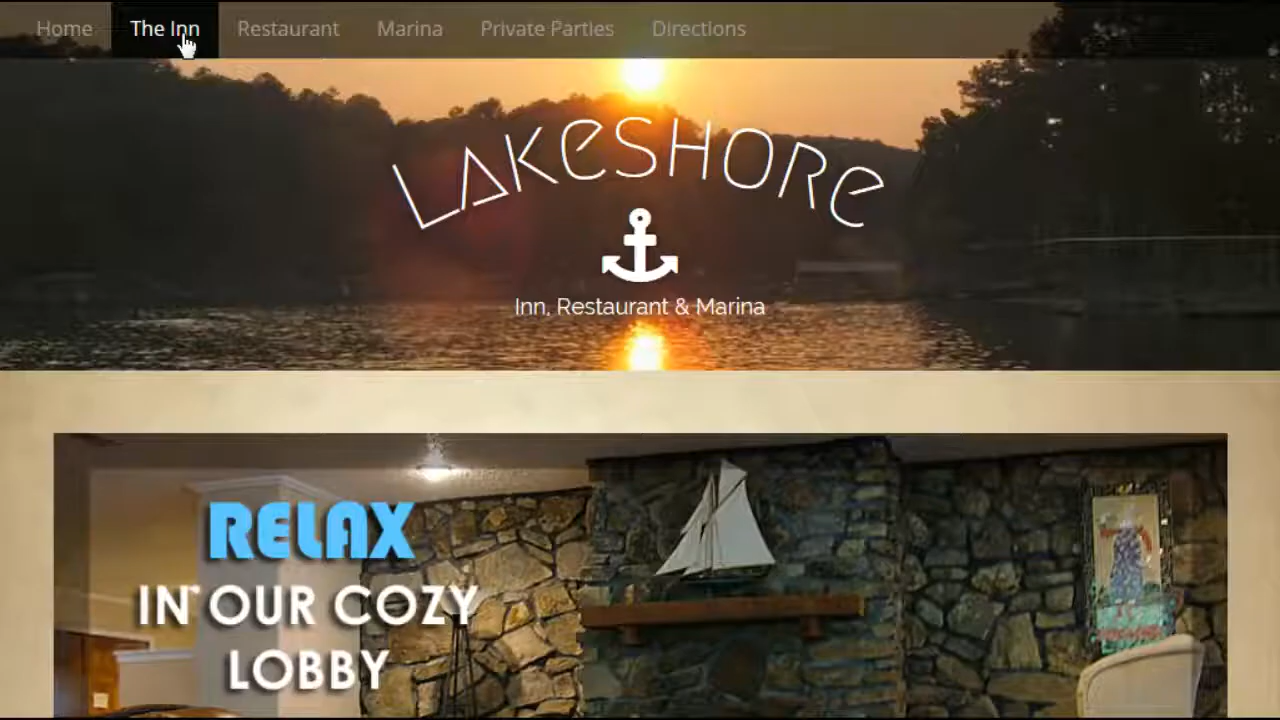 Home The Inn Restaurant Marina Private Parties Directions
LAKESHORE
Inn, Restaurant & Marina
RELAX
IN OUR COZY
LOBBY